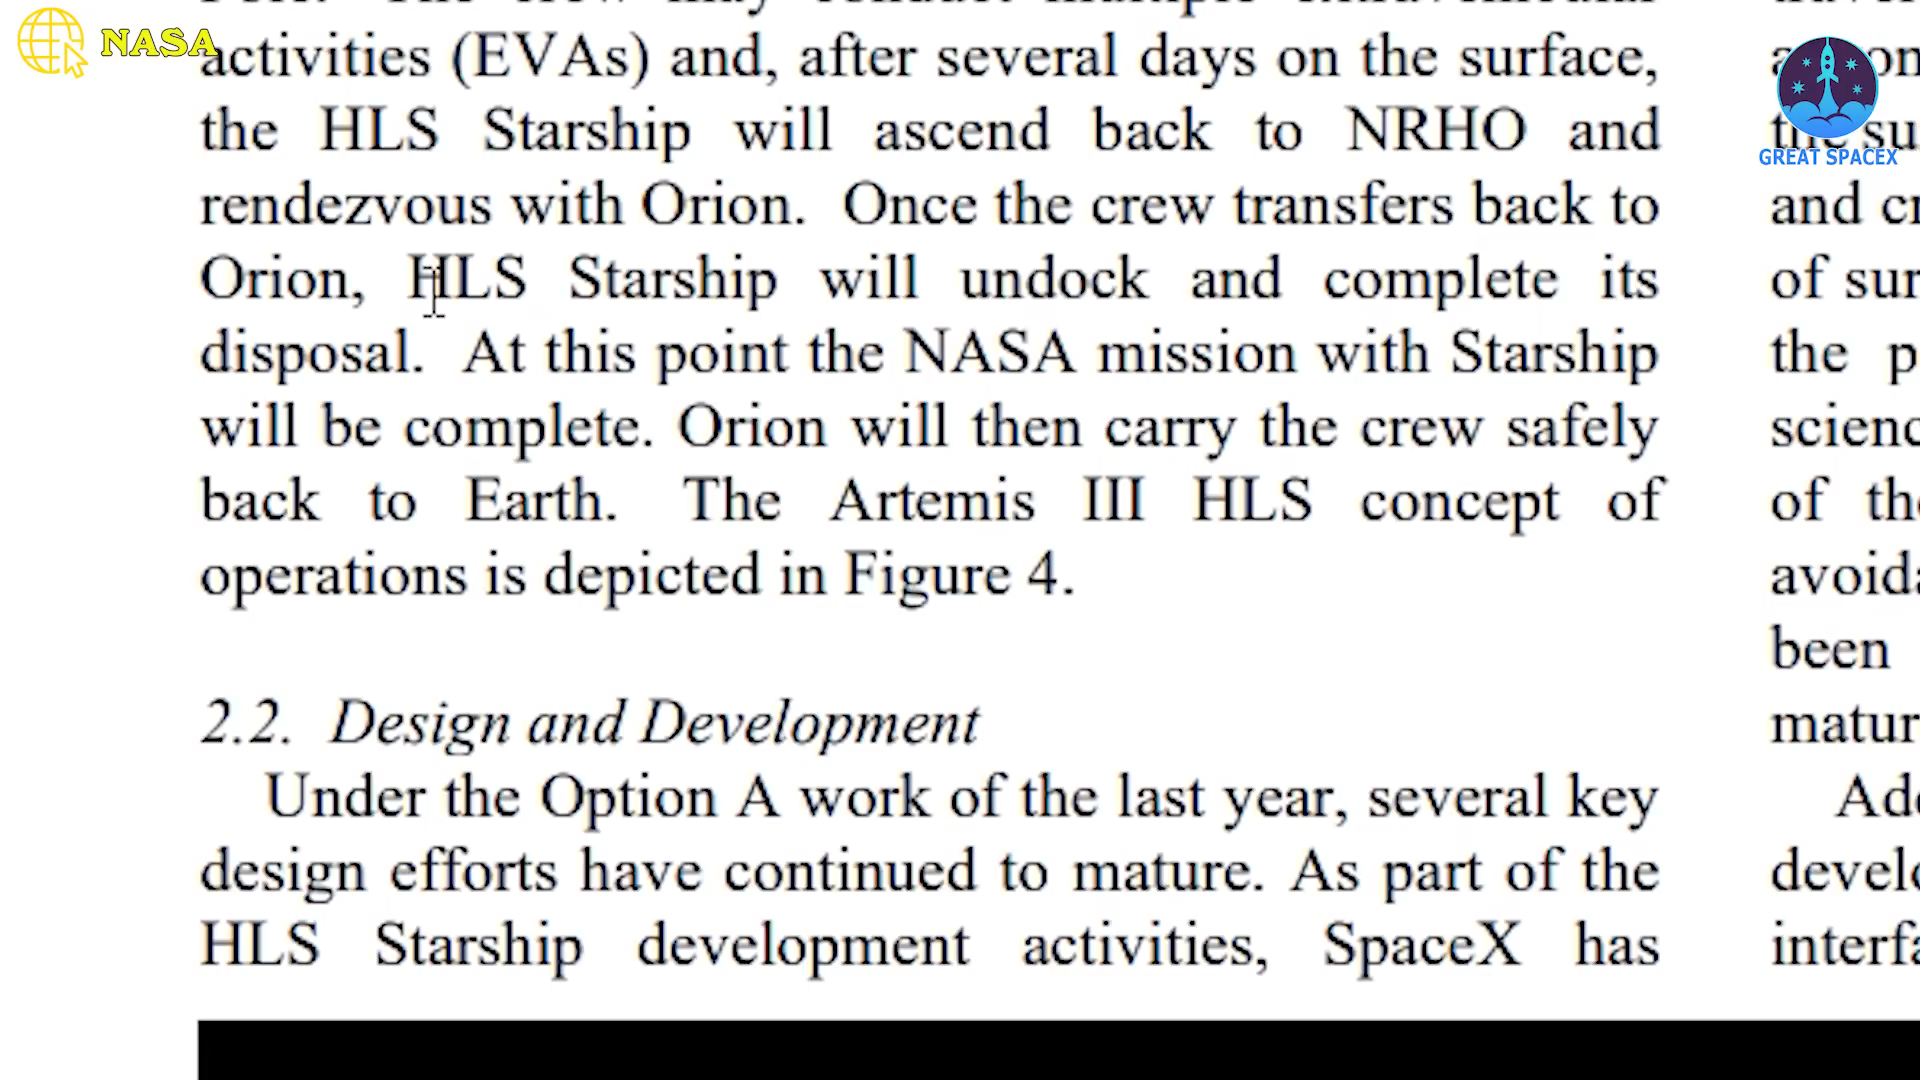 NASA
GREAT SPACEX
activities (EVAs) and, after several days on the surface,
the HLS Starship will ascend back to NRHO and
rendezvous with Orion. Once the crew transfers back to
Orion, HLS Starship will undock and complete its
disposal. At this point the NASA mission with Starship
will be complete. Orion will then carry the crew safely
back to Earth. The Artemis III HLS concept of
operations is depicted in Figure 4.
2.2. Design and Development
Under the Option A work of the last year, several key
design efforts have continued to mature. As part of the
HLS Starship development activities, SpaceX has
and
of
the
of
been